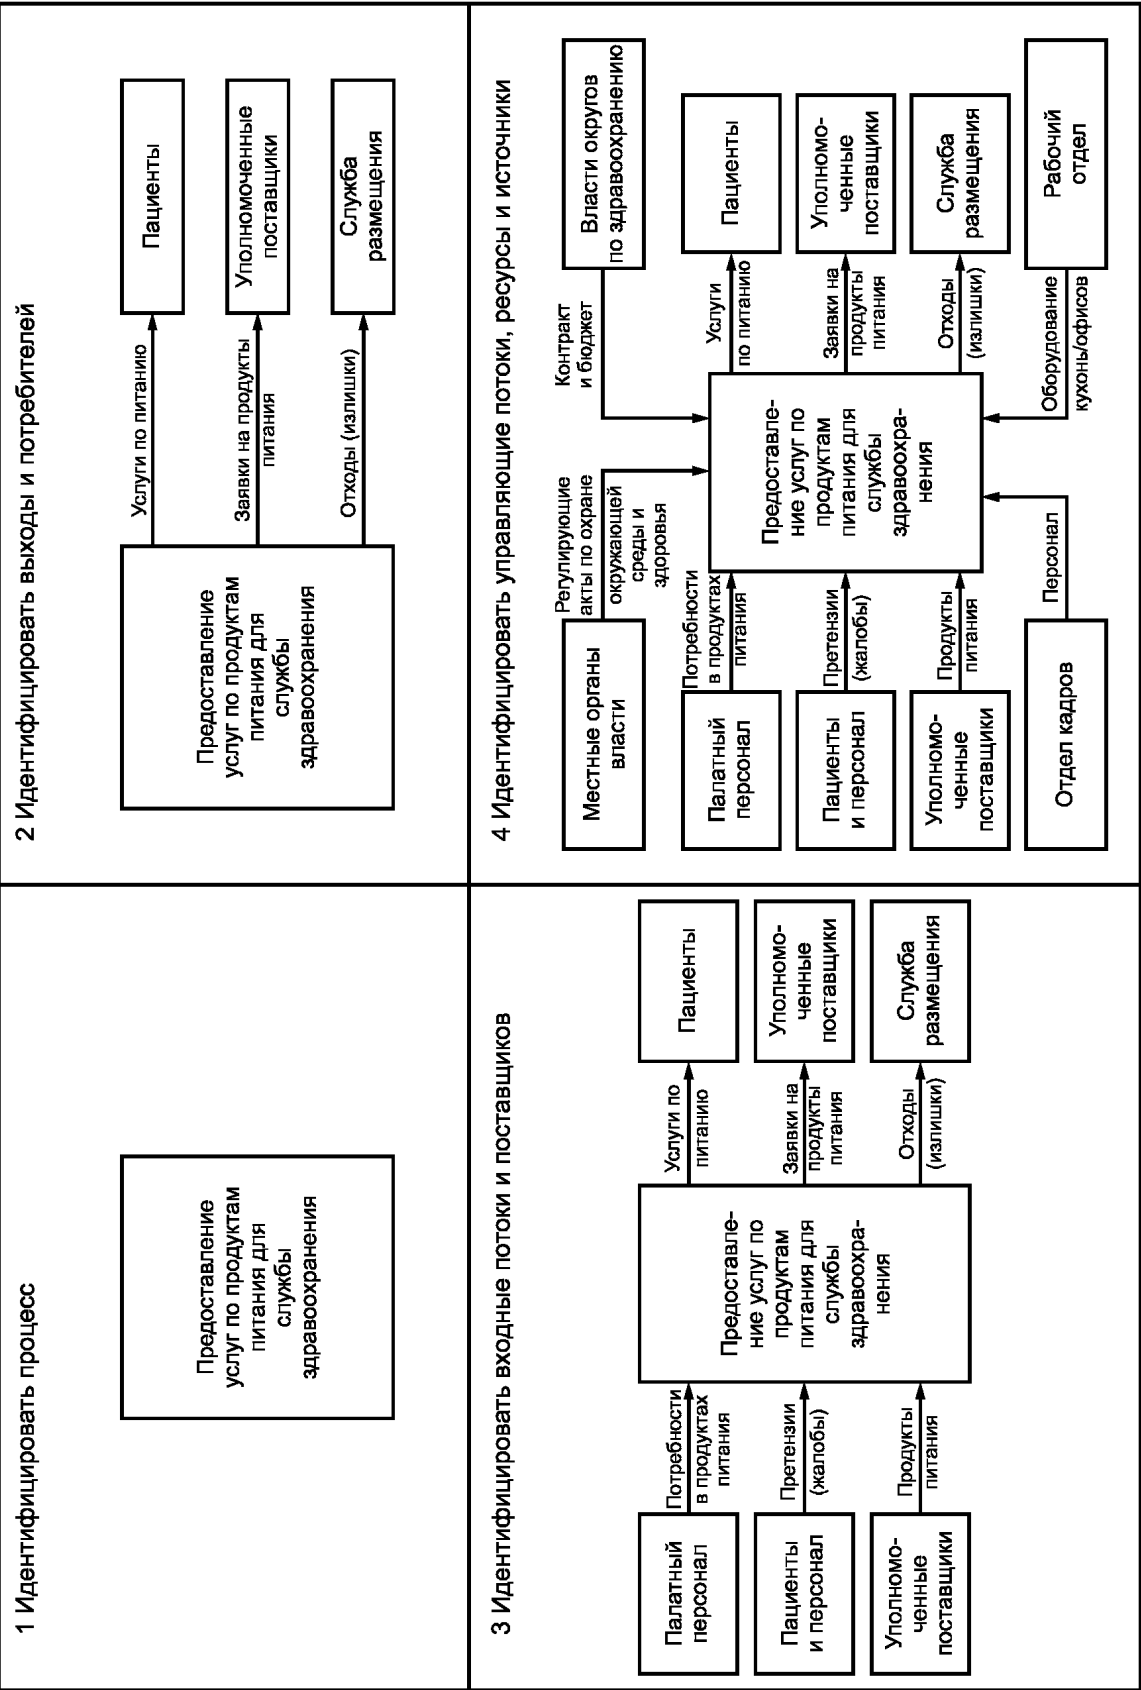 1 Идентифицировать процесс
Предоставление
услуг по продуктам
питания для
службы
здравоохранения
2 Идентифицировать выходы и потребителей
Предоставление
услуг по продуктам
питания для
службы
здравоохранения
Услуги по питанию
Пациенты
Заявки на продукты
питания
Уполномоченные
поставщики
Отходы (излишки)
Служба
размещения
3 Идентифицировать входные потоки и поставщиков
Палатный
персонал
Потребности
в продуктах
питания
Пациенты
и персонал
Претензии
(жалобы)
Уполномо-
ченные
поставщики
Продукты
питания
Предоставле-
ние услуг по
продуктам
питания для
службы
здравоохра-
нения
Услуги по
питанию
Пациенты
Заявки на
продукты
питания
Уполномо-
ченные
поставщики
Отходы
(излишки)
Служба
размещения
4 Идентифицировать управляющие потоки, ресурсы и источники
Местные органы
власти
Регулирующие
акты по охране
окружающей
среды и
здоровья
Контракт
и бюджет
Власти округов
по здравоохранению
Палатный
персонал
Потребности
в продуктах
питания
Пациенты
и персонал
Претензии
(жалобы)
Уполномо-
ченные
поставщики
Продукты
питания
Предоставле-
ние услуг по
продуктам
питания для
службы
здравоохра-
нения
Услуги
по питанию
Пациенты
Заявки на
продукты
питания
Уполномо-
ченные
поставщики
Отходы
(излишки)
Служба
размещения
Отдел кадров
Персонал
Оборудование
кухонь/офисов
Рабочий
отдел